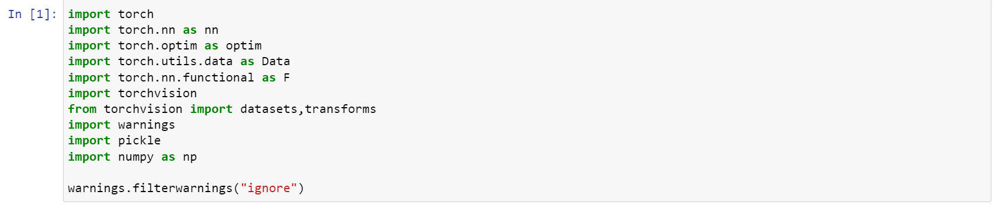 In [1]: import torch
import torch.nn as nn
import torch.optim as optim
import torch.utils.data as Data
import torch.nn.functional as F
import torchvision
from torchvision import datasets,transforms
import warnings
import pickle
import numpy as np
warnings.filterwarnings("ignore")